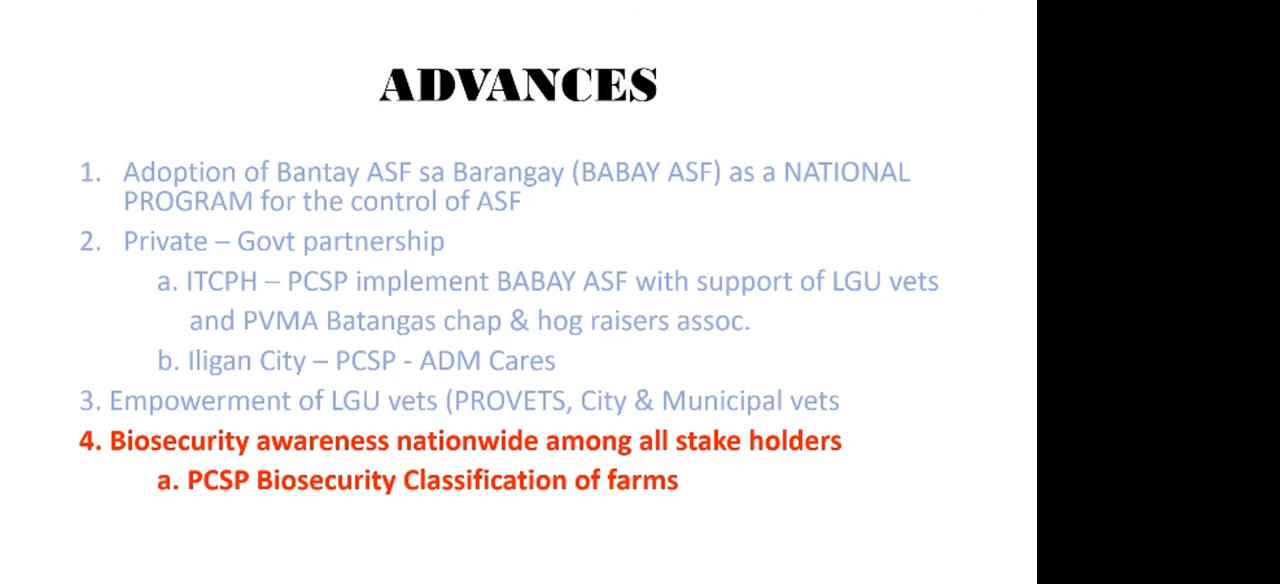 ADVANCES
1. Adoption of Bantay ASF sa Barangay (BABAY ASF) as a NATIONAL
PROGRAM for the control of ASF
2. Private – Govt partnership
a. ITCPH – PCSP implement BABAY ASF with support of LGU vets
and PVMA Batangas chap & hog raisers assoc.
b. Iligan City – PCSP - ADM Cares
3. Empowerment of LGU vets (PROVETS, City & Municipal vets
4. Biosecurity awareness nationwide among all stake holders
a. PCSP Biosecurity Classification of farms